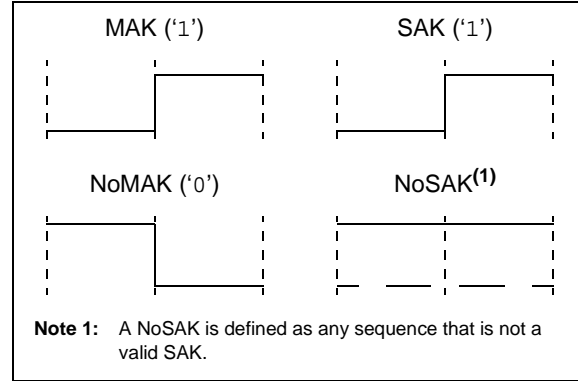 MAK (‘1’)
SAK (‘1’)
NoMAK (‘0’)
NoSAK(1)
Note 1: A NoSAK is defined as any sequence that is not a
valid SAK.